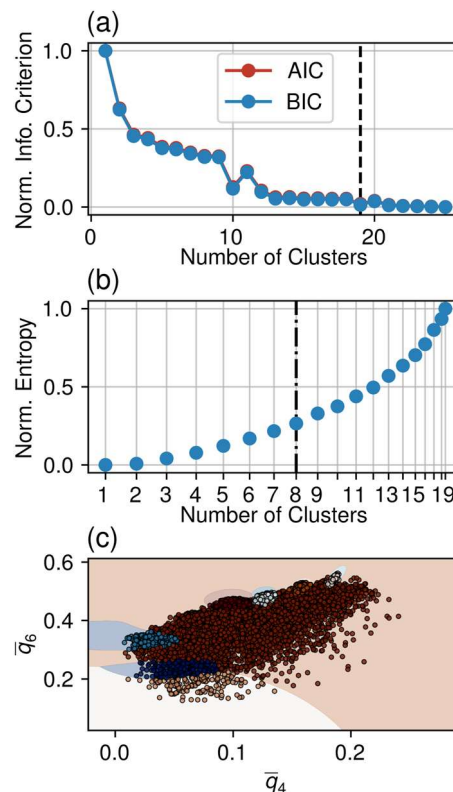 (a)
Norm. Info. Criterion
1.0
0.5
0.0
AIC
BIC
0 10 20
Number of Clusters
(b)
Norm. Entropy
1.0
0.5
0.0
1 2 3 4 5 6 7 8 9 11 13 15 19
Number of Clusters
(c)
q̅6
0.6
0.4
0.2
0.0 0.1 0.2
q̅4